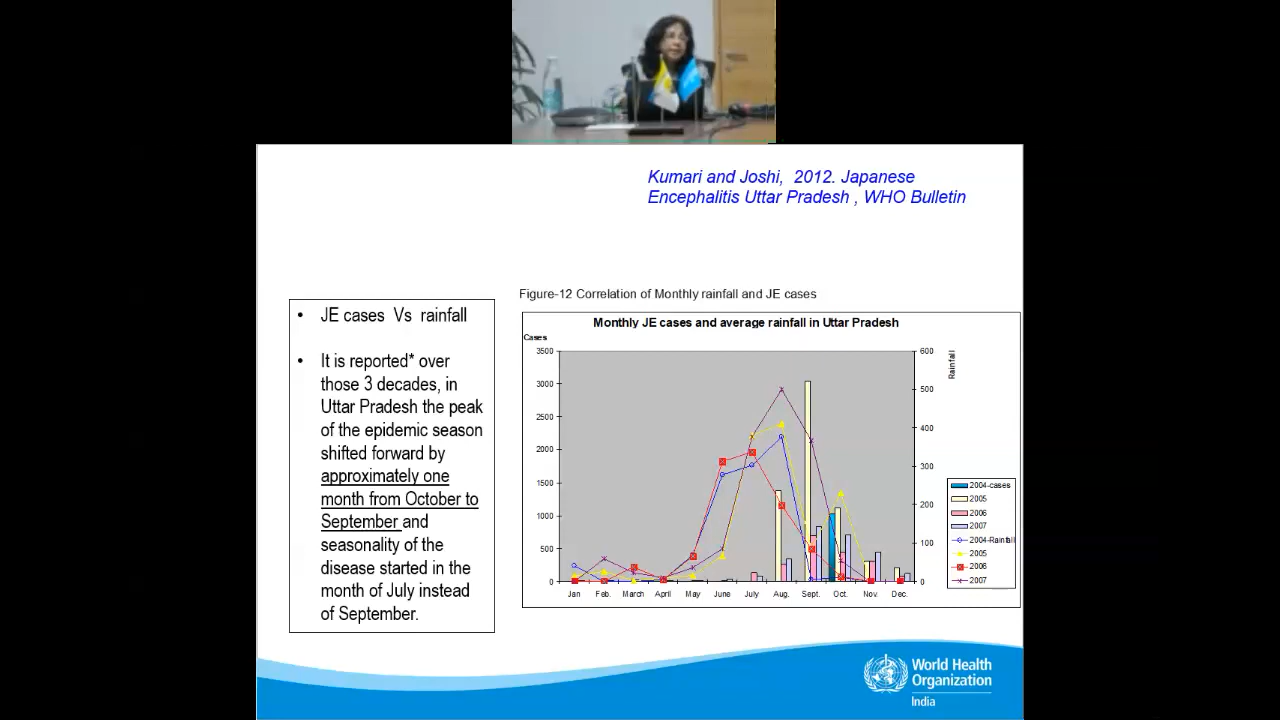 Kumari and Joshi, 2012. Japanese
Encephalitis Uttar Pradesh , WHO Bulletin
• JE cases Vs rainfall
• It is reported* over
those 3 decades, in
Uttar Pradesh the peak
of the epidemic season
shifted forward by
approximately one
month from October to
September and
seasonality of the
disease started in the
month of July instead
of September.
Figure-12 Correlation of Monthly rainfall and JE cases
Monthly JE cases and average rainfall in Uttar Pradesh
Cases
Rainfall
3500
3000
2500
2000
1500
1000
500
0
600
500
400
300
200
100
0
Jan Feb. March April May June July Aug. Sept. Oct. Nov. Dec.
2004-cases
2005
2006
2007
2004-Rainfall
2005
2006
2007
World Health
Organization
India